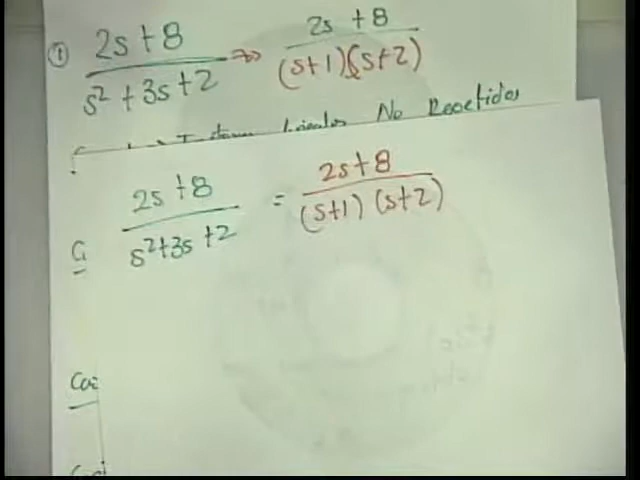 ① 2s + 8 / s² + 3s + 2 ⇒ 2s + 8 / (s+1)(s+2)
No Repetidos
2s + 8 / s² + 3s + 2 = 2s + 8 / (s+1) (s+2)